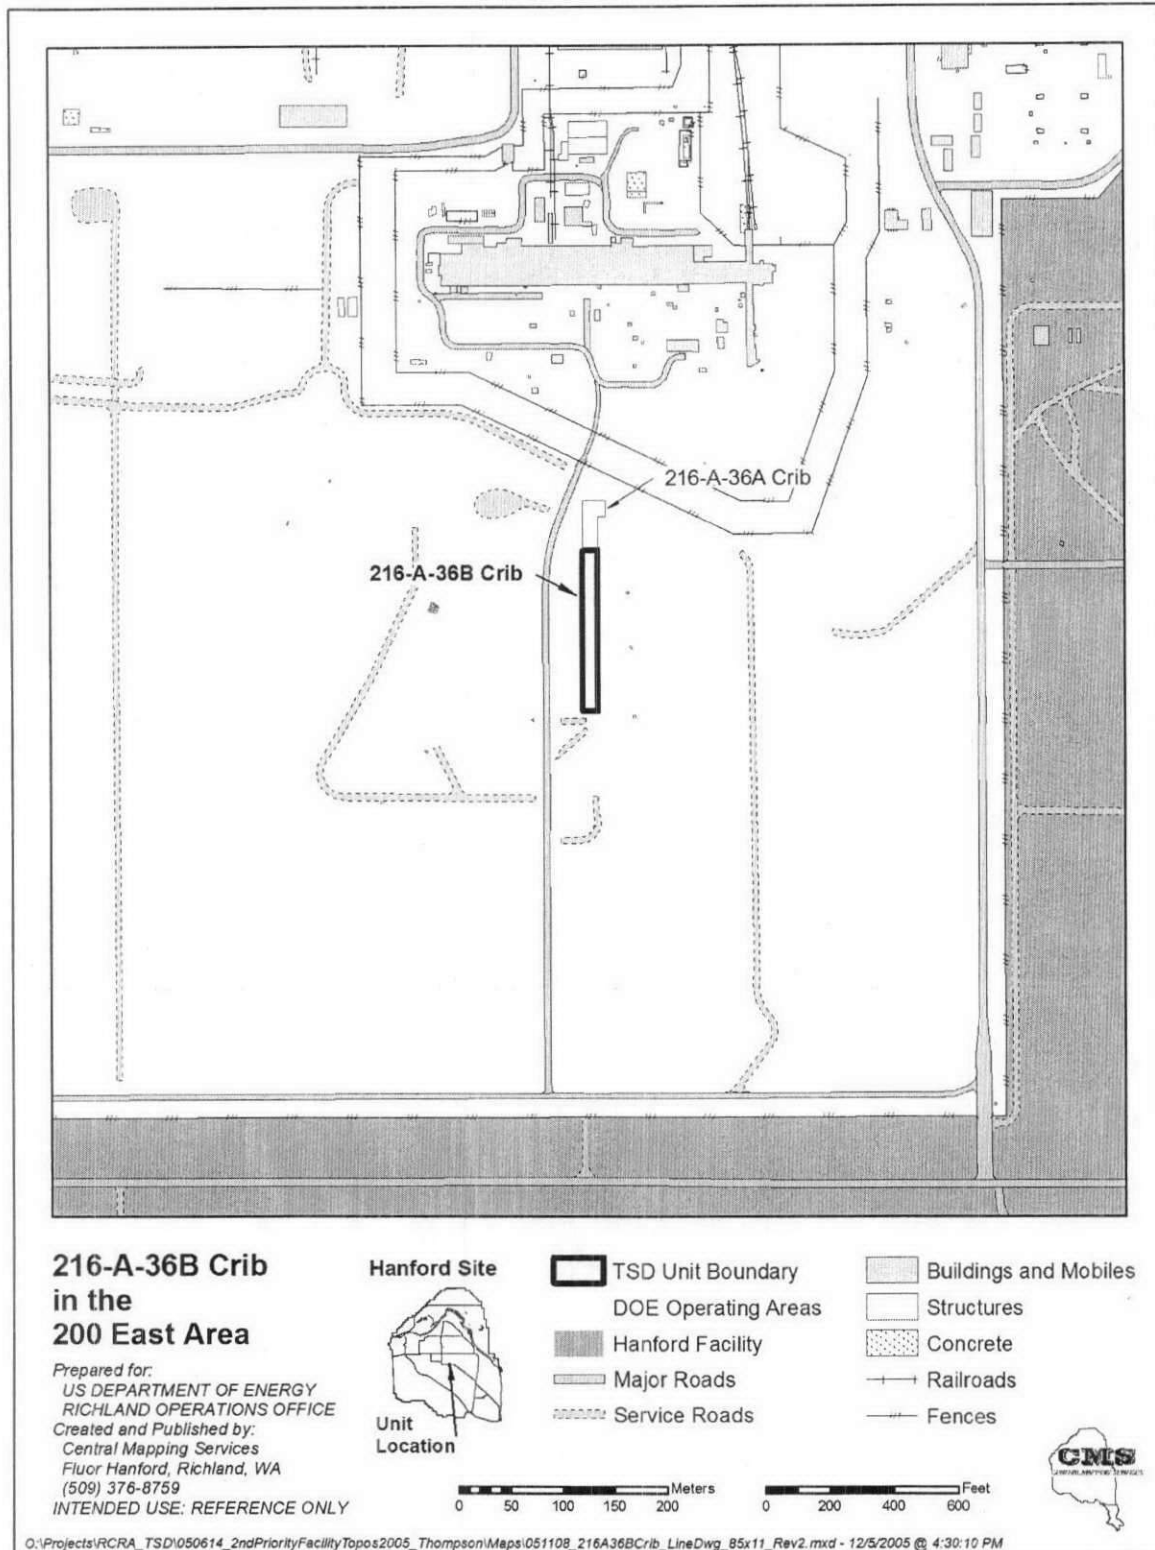 216-A-36A Crib
216-A-36B Crib
216-A-36B Crib
in the
200 East Area
Prepared for:
US DEPARTMENT OF ENERGY
RICHLAND OPERATIONS OFFICE
Created and Published by:
Central Mapping Services
Fluor Hanford, Richland, WA
(509) 376-8759
INTENDED USE: REFERENCE ONLY
Hanford Site
Unit
Location
TSD Unit Boundary
DOE Operating Areas
Hanford Facility
Major Roads
Service Roads
Buildings and Mobiles
Structures
Concrete
Railroads
Fences
Meters
0 50 100 150 200
Feet
0 200 400 600
CMS
CENTRAL MAPPING SERVICES
O:\Projects\RCRA_TSD\050614_2ndPriorityFacilityTopos2005_Thompson\Maps\051108_216A36BCrib_LineDwg_85x11_Rev2.mxd - 12/5/2005 @ 4:30:10 PM